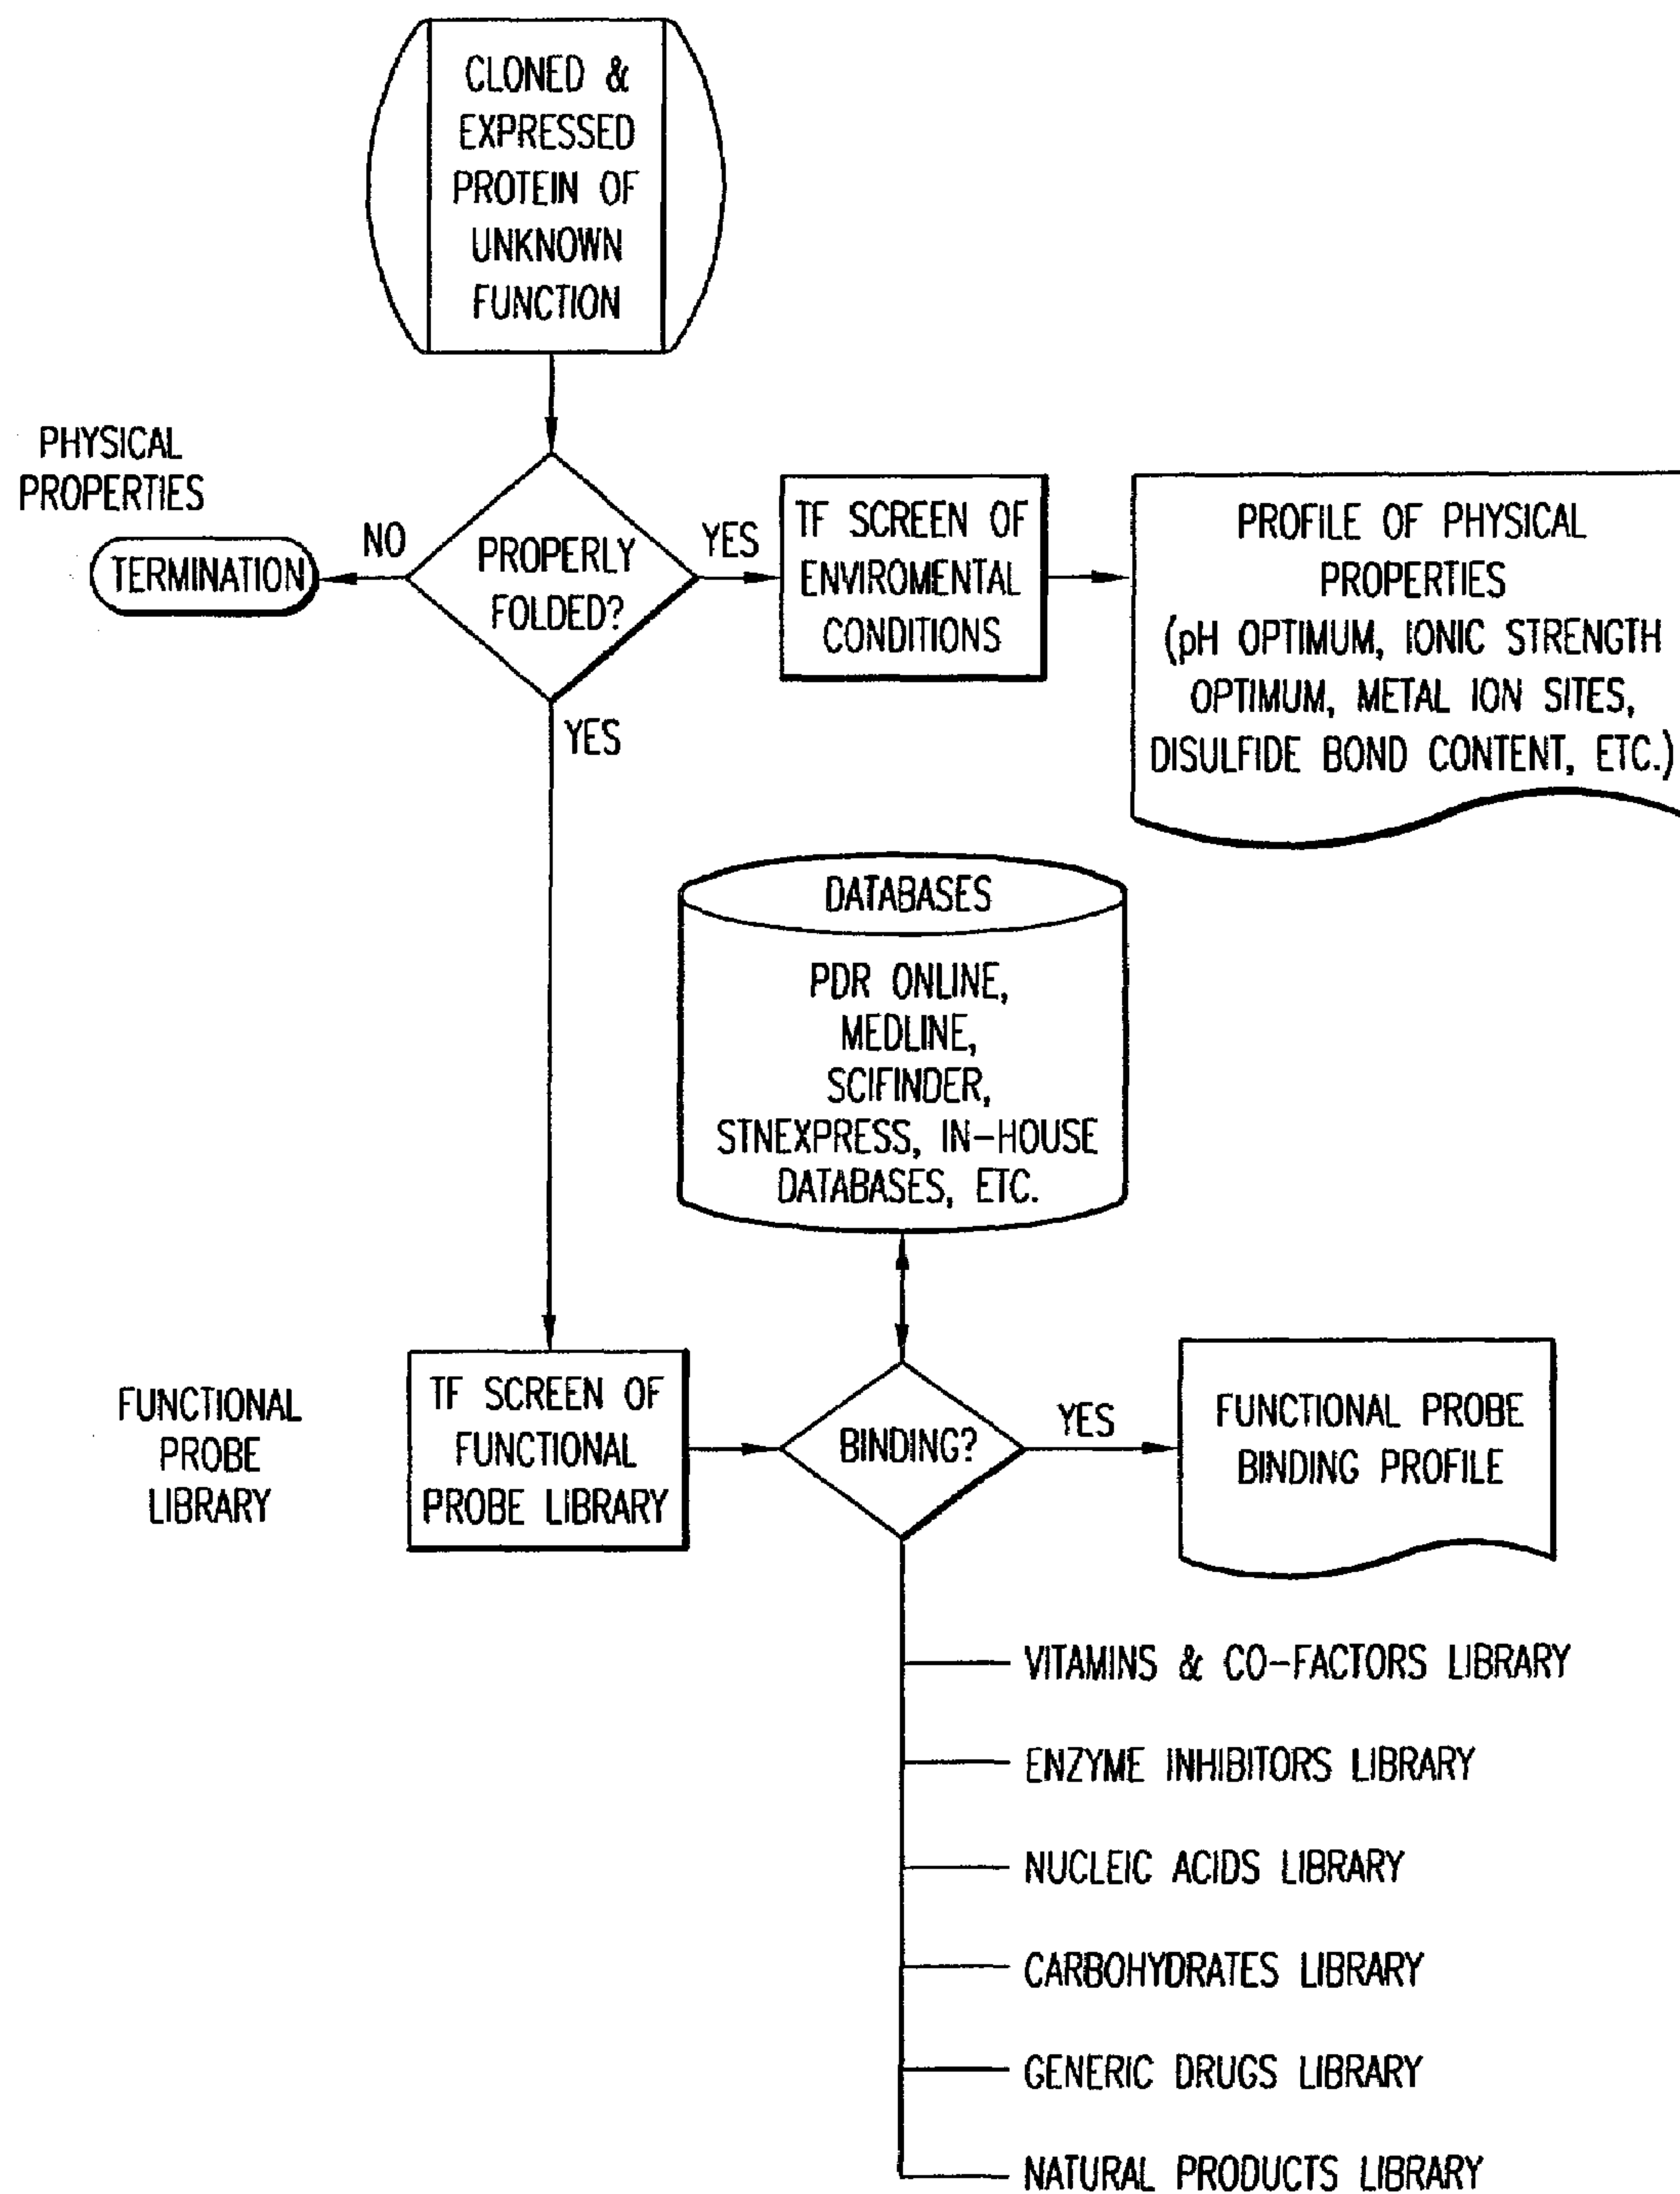 CLONED &
EXPRESSED
PROTEIN OF
UNKNOWN
FUNCTION
PHYSICAL
PROPERTIES
TERMINATION
NO
PROPERLY
FOLDED?
YES
TF SCREEN OF
ENVIROMENTAL
CONDITIONS
PROFILE OF PHYSICAL
PROPERTIES
(pH OPTIMUM, IONIC STRENGTH
OPTIMUM, METAL ION SITES,
DISULFIDE BOND CONTENT, ETC.)
YES
DATABASES
PDR ONLINE,
MEDLINE,
SCIFINDER,
STNEXPRESS, IN-HOUSE
DATABASES, ETC.
FUNCTIONAL
PROBE
LIBRARY
TF SCREEN OF
FUNCTIONAL
PROBE LIBRARY
BINDING?
YES
FUNCTIONAL PROBE
BINDING PROFILE
VITAMINS & CO-FACTORS LIBRARY
ENZYME INHIBITORS LIBRARY
NUCLEIC ACIDS LIBRARY
CARBOHYDRATES LIBRARY
GENERIC DRUGS LIBRARY
NATURAL PRODUCTS LIBRARY